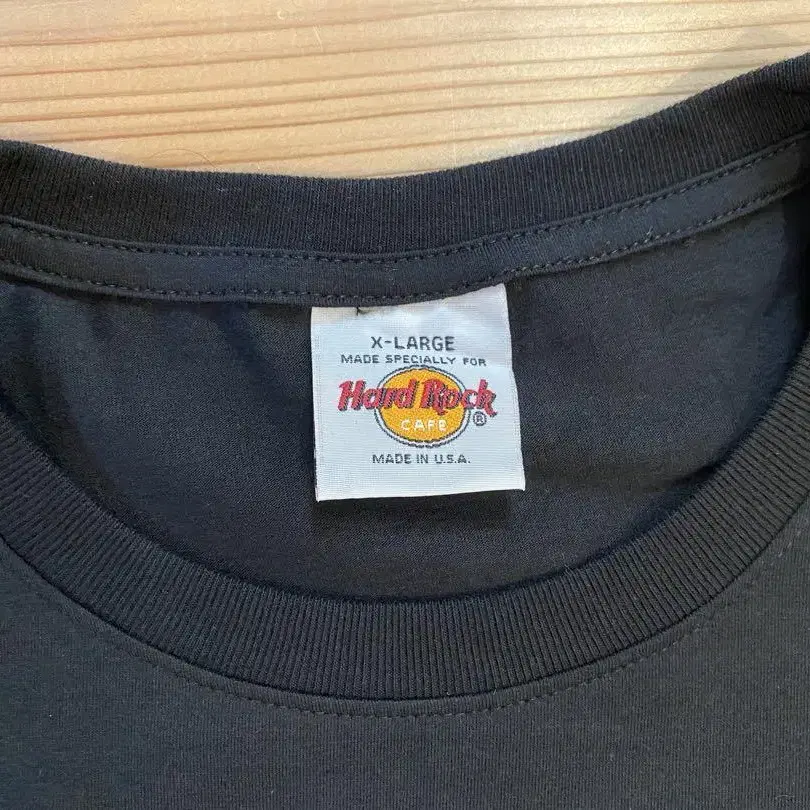 X-LARGE
MADE SPECIALLY FOR
Hard Rock
CAFE ®
MADE IN U.S.A.